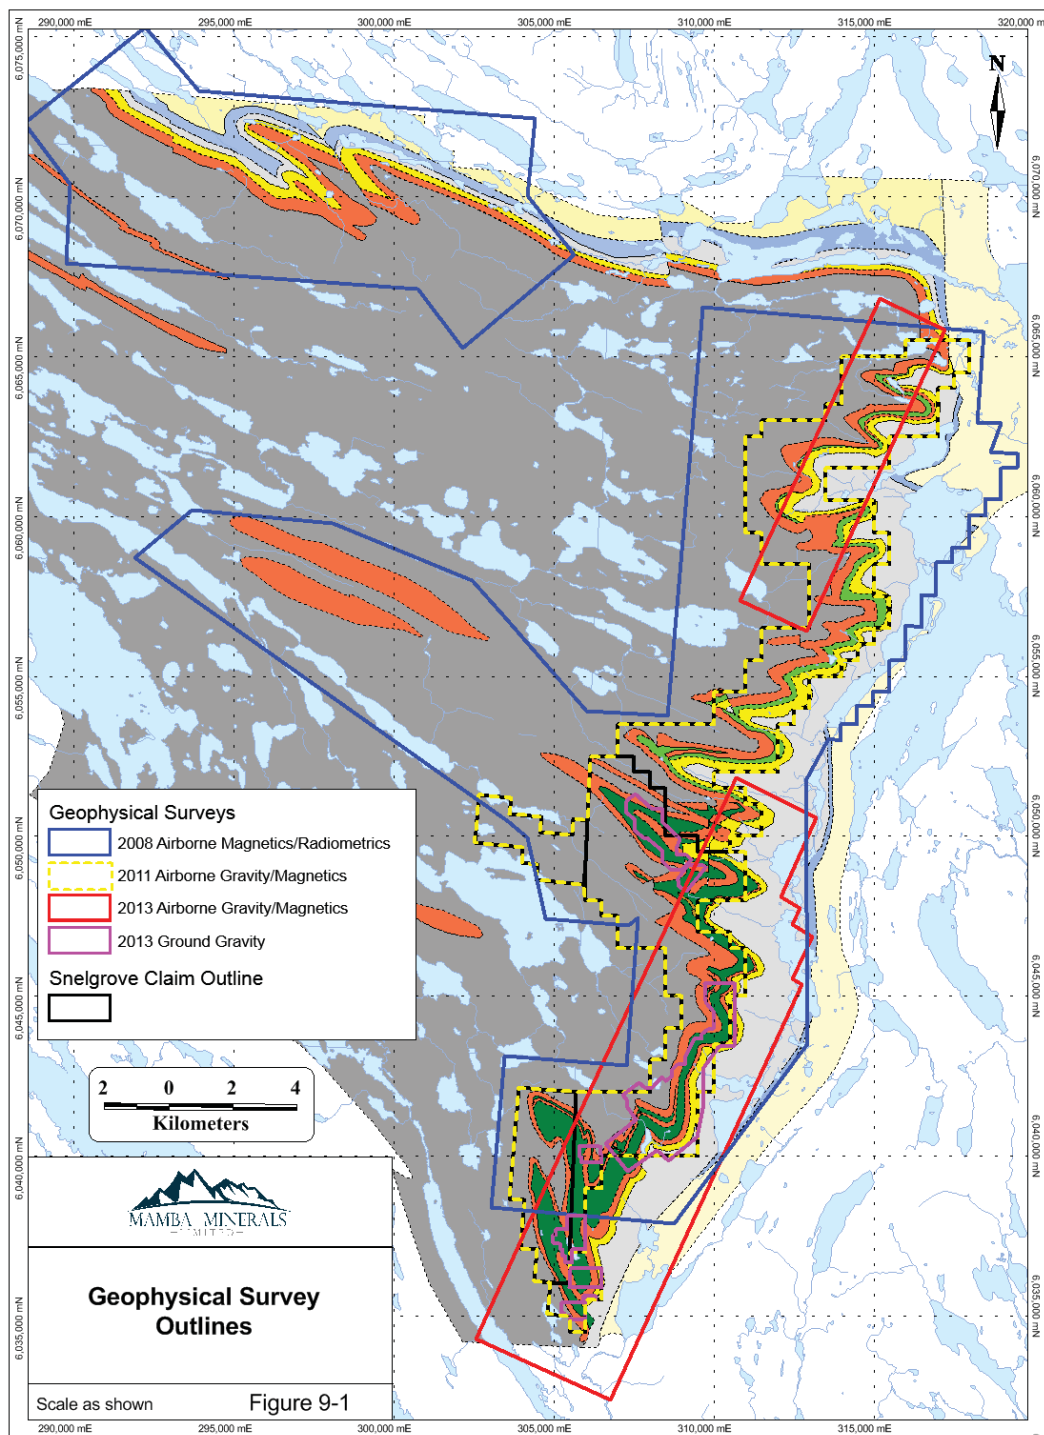 290,000 mE 295,000 mE 300,000 mE 305,000 mE 310,000 mE 315,000 mE 320,000 mE
6,075,000 mN
6,070,000 mN
6,065,000 mN
6,060,000 mN
6,055,000 mN
6,050,000 mN
6,045,000 mN
6,040,000 mN
6,035,000 mN
N
6,070,000 mN
6,065,000 mN
6,060,000 mN
6,055,000 mN
6,050,000 mN
6,045,000 mN
6,040,000 mN
6,035,000 mN
Geophysical Surveys
2008 Airborne Magnetics/Radiometrics
2011 Airborne Gravity/Magnetics
2013 Airborne Gravity/Magnetics
2013 Ground Gravity
Snelgrove Claim Outline
2 0 2 4
Kilometers
MAMBA MINERALS
LIMITED
Geophysical Survey
Outlines
Scale as shown Figure 9-1
290,000 mE 295,000 mE 300,000 mE 305,000 mE 310,000 mE 315,000 mE